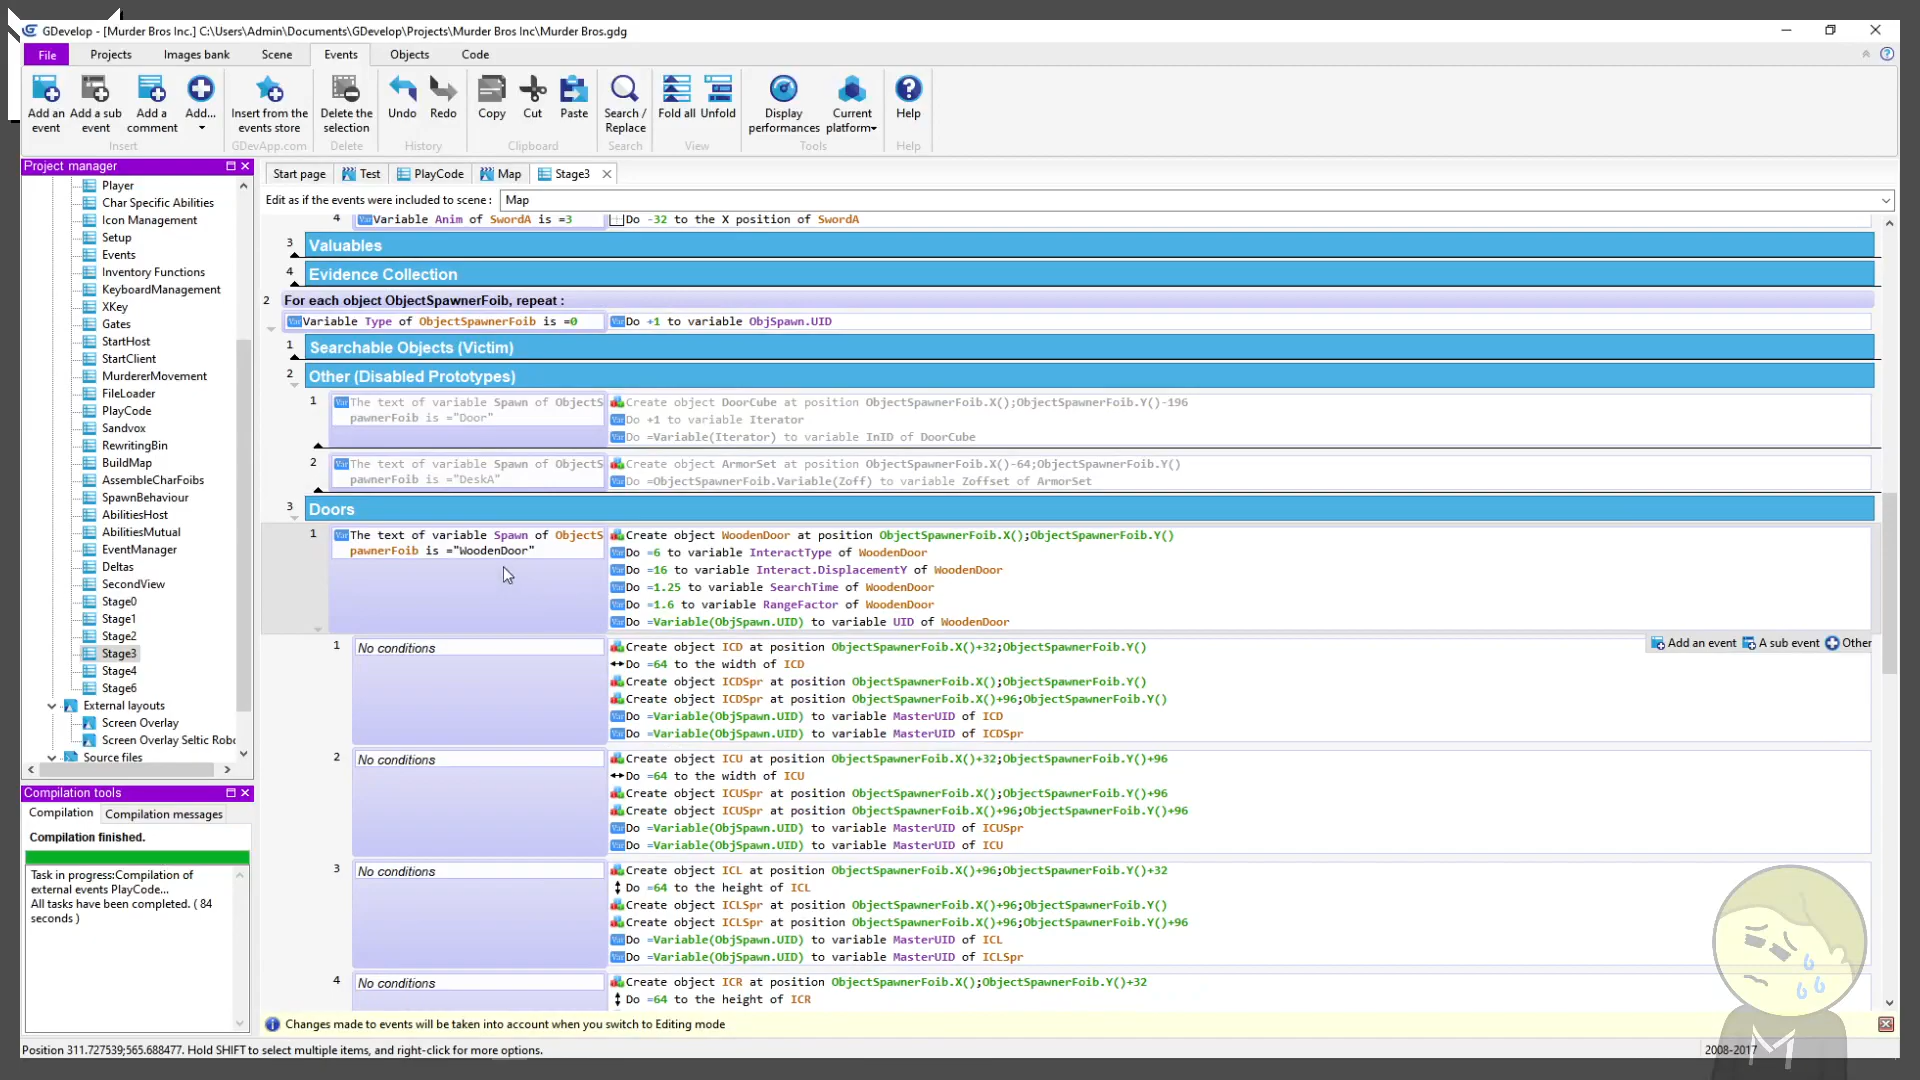 GDevelop - [Murder Bros Inc.] C:\Users\Admin\Documents\GDevelop\Projects\Murder Bros Inc\Murder Bros.gdg
File Projects Images bank Scene Events Objects Code
Add an event
Add a sub event
Add a comment
Add...
Insert from the events store
Delete the selection
Undo
Redo
Copy
Cut
Paste
Search / Replace
Fold all
Unfold
Display performances
Current platform
Help
Insert GDevApp.com Delete History Clipboard Search View Tools Help
Project manager
Player
Char Specific Abilities
Icon Management
Setup
Events
Inventory Functions
KeyboardManagement
XKey
Gates
StartHost
StartClient
MurdererMovement
FileLoader
PlayCode
Sandvox
RewritingBin
BuildMap
AssembleCharFoibs
SpawnBehaviour
AbilitiesHost
AbilitiesMutual
EventManager
Deltas
SecondView
Stage0
Stage1
Stage2
Stage3
Stage4
Stage6
External layouts
Screen Overlay
Screen Overlay Seltic Robo
Source files
Compilation tools
Compilation Compilation messages
Compilation finished.
Task in progress:Compilation of
external events PlayCode...
All tasks have been completed. ( 84
seconds )
Start page Test PlayCode Map Stage3
Edit as if the events were included to scene : Map
4 Variable Anim of SwordA is =3 Do -32 to the X position of SwordA
3 Valuables
4 Evidence Collection
2 For each object ObjectSpawnerFoib, repeat :
Variable Type of ObjectSpawnerFoib is =0 Do +1 to variable ObjSpawn.UID
1 Searchable Objects (Victim)
2 Other (Disabled Prototypes)
1 The text of variable Spawn of ObjectS
pawnerFoib is ="Door"
Create object DoorCube at position ObjectSpawnerFoib.X();ObjectSpawnerFoib.Y()-196
Do +1 to variable Iterator
Do =Variable(Iterator) to variable InID of DoorCube
2 The text of variable Spawn of ObjectS
pawnerFoib is ="DeskA"
Create object ArmorSet at position ObjectSpawnerFoib.X()-64;ObjectSpawnerFoib.Y()
Do =ObjectSpawnerFoib.Variable(Zoff) to variable Zoffset of ArmorSet
3 Doors
1 The text of variable Spawn of ObjectS
pawnerFoib is ="WoodenDoor"
Create object WoodenDoor at position ObjectSpawnerFoib.X();ObjectSpawnerFoib.Y()
Do =6 to variable InteractType of WoodenDoor
Do =16 to variable Interact.DisplacementY of WoodenDoor
Do =1.25 to variable SearchTime of WoodenDoor
Do =1.6 to variable RangeFactor of WoodenDoor
Do =Variable(ObjSpawn.UID) to variable UID of WoodenDoor
Add an event A sub event Other
1 No conditions
Create object ICD at position ObjectSpawnerFoib.X()+32;ObjectSpawnerFoib.Y()
Do =64 to the width of ICD
Create object ICDSpr at position ObjectSpawnerFoib.X();ObjectSpawnerFoib.Y()
Create object ICDSpr at position ObjectSpawnerFoib.X()+96;ObjectSpawnerFoib.Y()
Do =Variable(ObjSpawn.UID) to variable MasterUID of ICD
Do =Variable(ObjSpawn.UID) to variable MasterUID of ICDSpr
2 No conditions
Create object ICU at position ObjectSpawnerFoib.X()+32;ObjectSpawnerFoib.Y()+96
Do =64 to the width of ICU
Create object ICUSpr at position ObjectSpawnerFoib.X();ObjectSpawnerFoib.Y()+96
Create object ICUSpr at position ObjectSpawnerFoib.X()+96;ObjectSpawnerFoib.Y()+96
Do =Variable(ObjSpawn.UID) to variable MasterUID of ICUSpr
Do =Variable(ObjSpawn.UID) to variable MasterUID of ICU
3 No conditions
Create object ICL at position ObjectSpawnerFoib.X()+96;ObjectSpawnerFoib.Y()+32
Do =64 to the height of ICL
Create object ICLSpr at position ObjectSpawnerFoib.X()+96;ObjectSpawnerFoib.Y()
Create object ICLSpr at position ObjectSpawnerFoib.X()+96;ObjectSpawnerFoib.Y()+96
Do =Variable(ObjSpawn.UID) to variable MasterUID of ICL
Do =Variable(ObjSpawn.UID) to variable MasterUID of ICLSpr
4 No conditions
Create object ICR at position ObjectSpawnerFoib.X();ObjectSpawnerFoib.Y()+32
Do =64 to the height of ICR
Changes made to events will be taken into account when you switch to Editing mode
Position 311.727539;565.688477. Hold SHIFT to select multiple items, and right-click for more options.
2008-2017